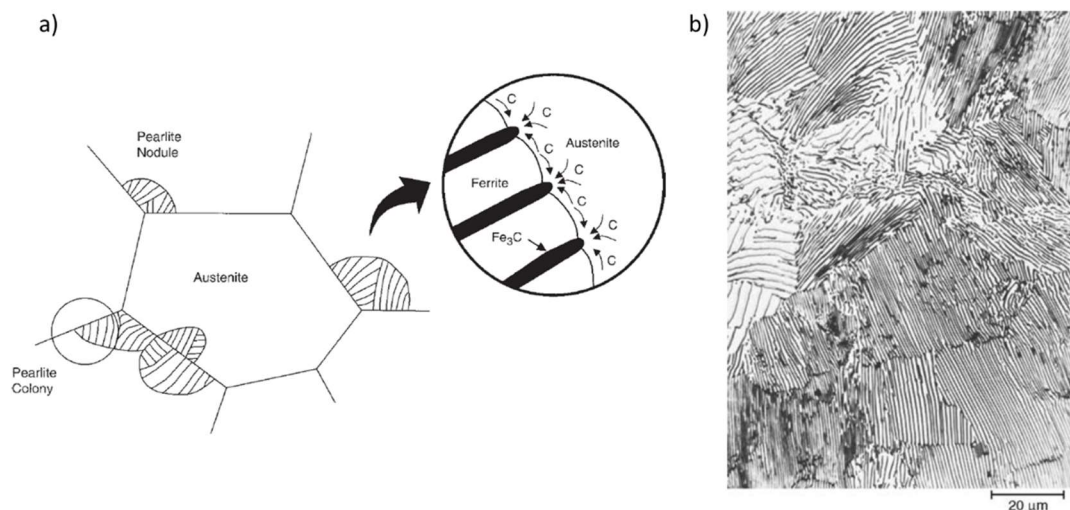 a)
b)
Pearlite
Nodule
Austenite
Pearlite
Colony
C
C
C
Austenite
C
C
Ferrite
C
C
C
Fe₃C
20 μm